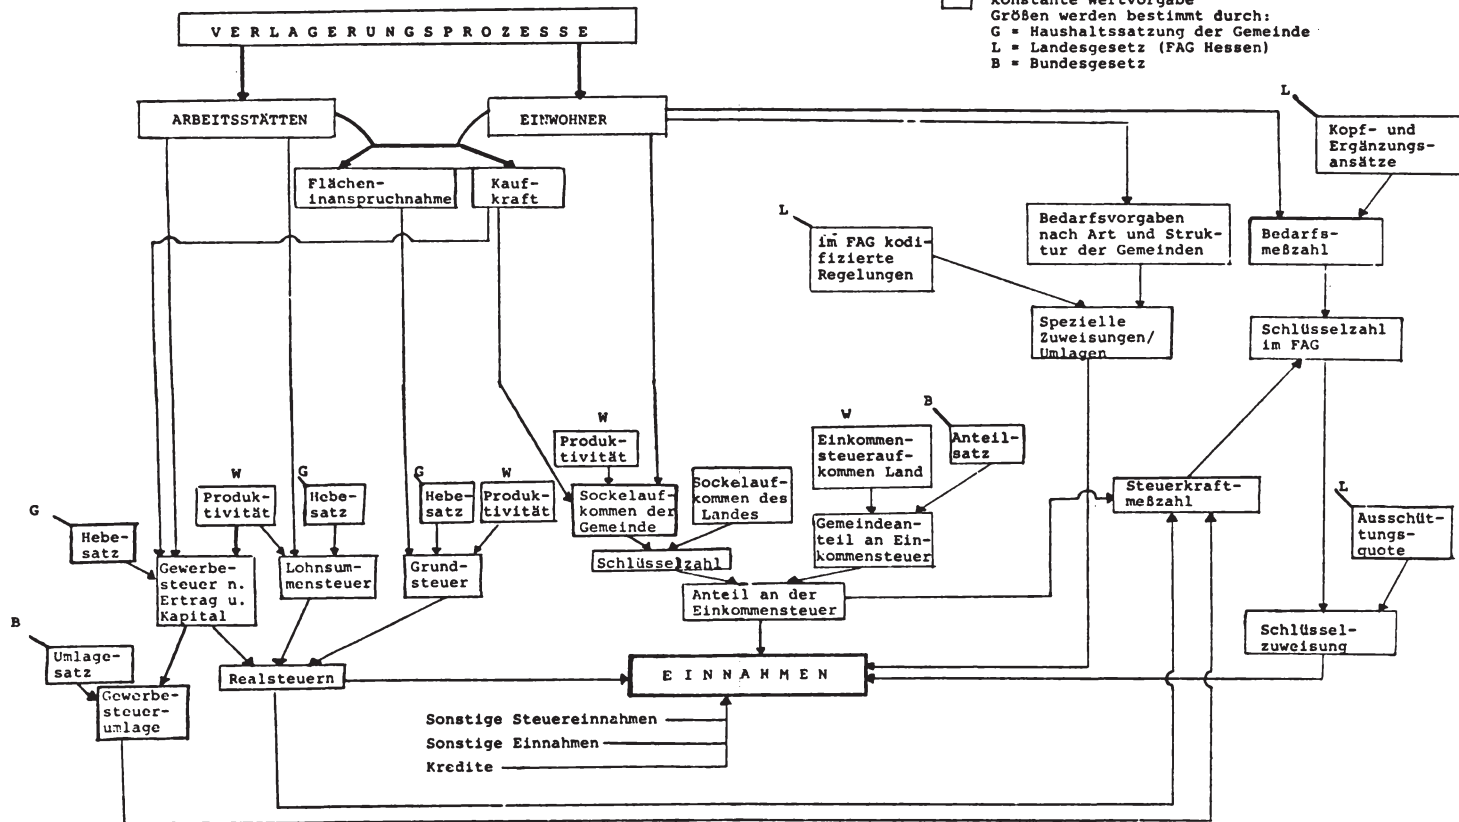 konstante Wertvorgabe
Größen werden bestimmt durch:
G = Haushaltssatzung der Gemeinde
L = Landesgesetz (FAG Hessen)
B = Bundesgesetz
VERLAGERUNGSPROZESSE
ARBEITSSTÄTTEN
EINWOHNER
L
Kopf- und
Ergänzungs-
ansätze
Flächen-
inanspruchnahme
Kauf-
kraft
L
im FAG kodi-
fizierte
Regelungen
Bedarfsvorgaben
nach Art und Struk-
tur der Gemeinden
Bedarfs-
meßzahl
Spezielle
Zuweisungen/
Umlagen
Schlüsselzahl
im FAG
W
Produk-
tivität
W
Einkommen-
steuerauf-
kommen Land
B
Anteil-
satz
G
Hebe-
satz
W
Produk-
tivität
G
Hebe-
satz
G
Hebe-
satz
W
Produk-
tivität
Sockelauf-
kommen der
Gemeinde
Sockelauf-
kommen des
Landes
Gemeindean-
teil an Ein-
kommensteuer
Steuerkraft-
meßzahl
L
Ausschüt-
tungs-
quote
Gewerbe-
steuer n.
Ertrag u.
Kapital
Lohnsum-
mensteuer
Grund-
steuer
Schlüsselzahl
Anteil an der
Einkommensteuer
Schlüssel-
zuweisung
B
Umlage-
satz
Gewerbe-
steuer-
umlage
Realsteuern
EINNAHMEN
Sonstige Steuereinnahmen
Sonstige Einnahmen
Kredite